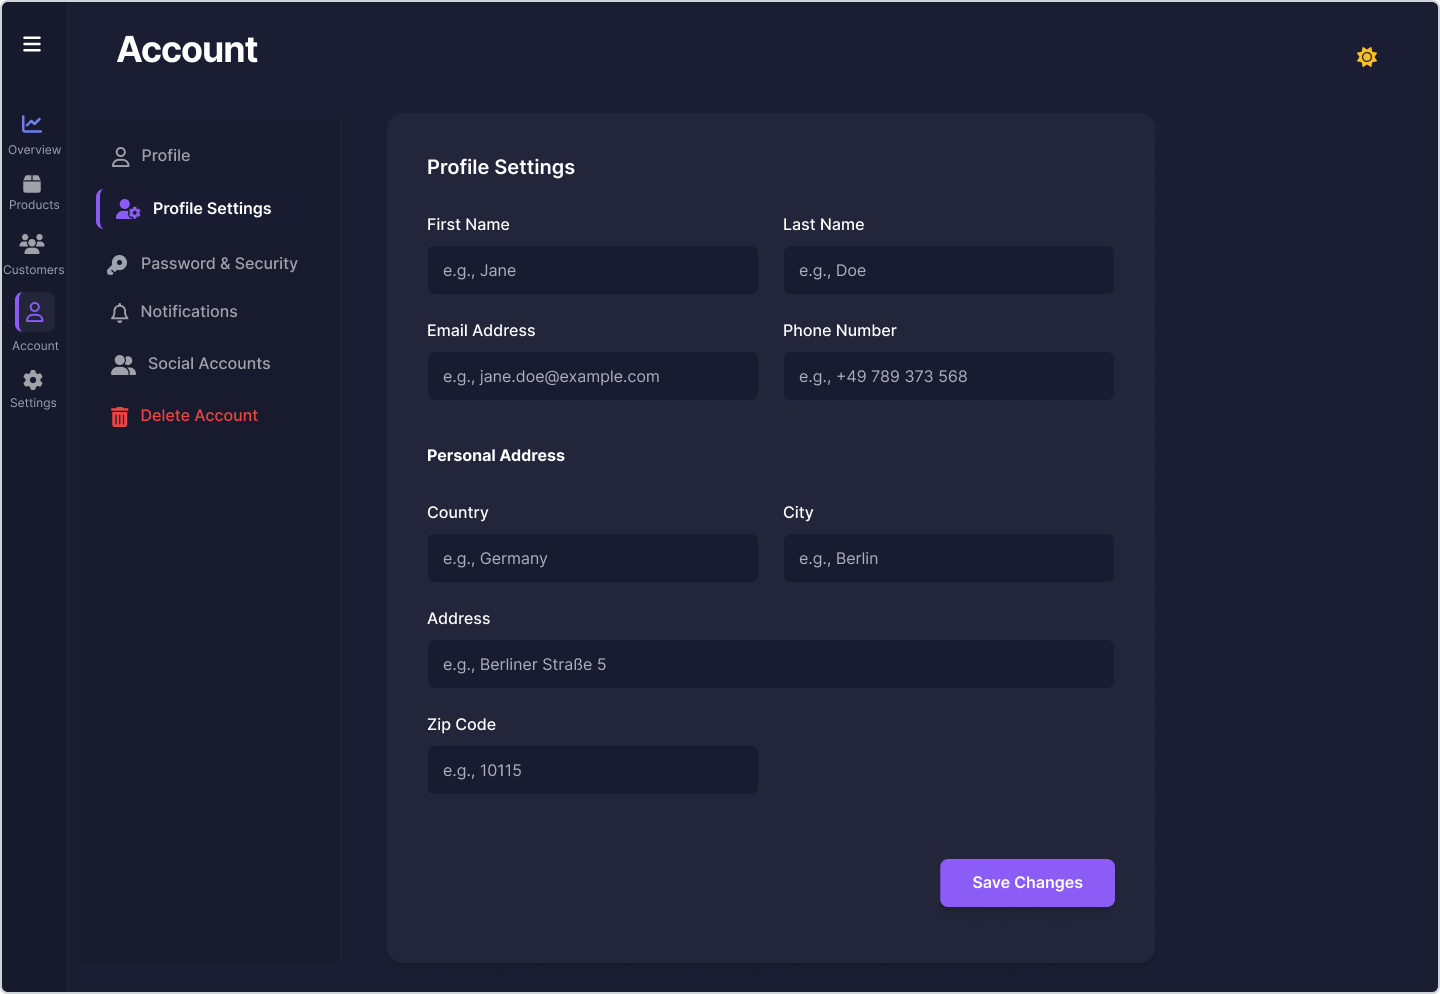 Account
Overview
Products
Customers
Account
Settings
Profile
Profile Settings
Password & Security
Notifications
Social Accounts
Delete Account
Profile Settings
First Name
Last Name
e.g., Jane
e.g., Doe
Email Address
Phone Number
e.g., jane.doe@example.com
e.g., +49 789 373 568
Personal Address
Country
City
e.g., Germany
e.g., Berlin
Address
e.g., Berliner Straße 5
Zip Code
e.g., 10115
Save Changes